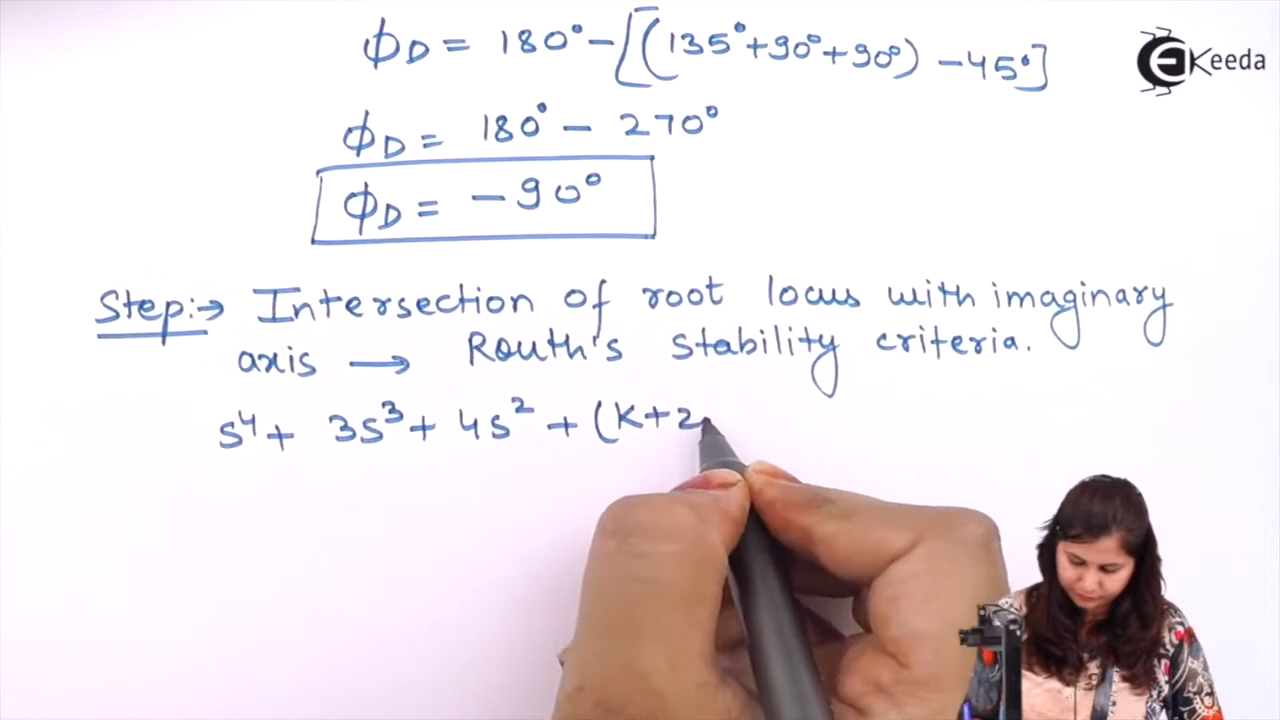 ϕD = 180° - [(135° + 90° + 90°) - 45°]
EKeeda
ϕD = 180° - 270°
ϕD = - 90°
Step:→ Intersection of root locus with imaginary
axis → Routh's stability criteria.
s⁴ + 3s³ + 4s² + (K+2